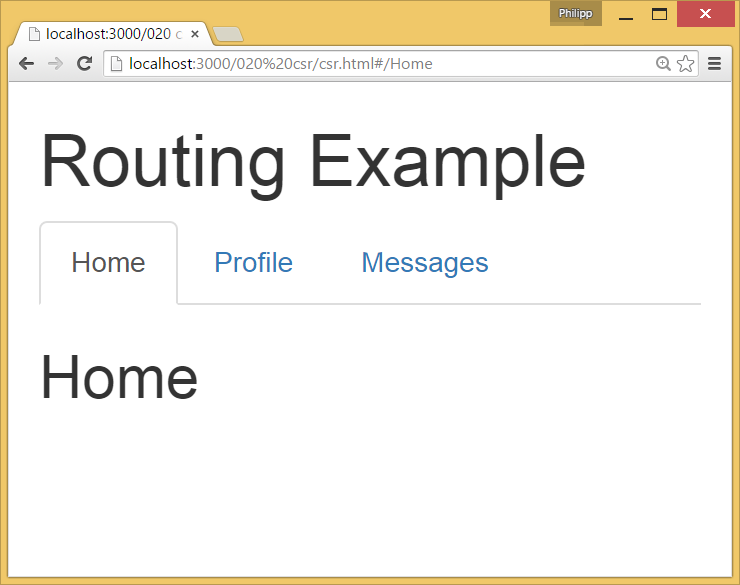 Philipp
localhost:3000/020 c
localhost:3000/020%20csr/csr.html#/Home
Routing Example
Home Profile Messages
Home